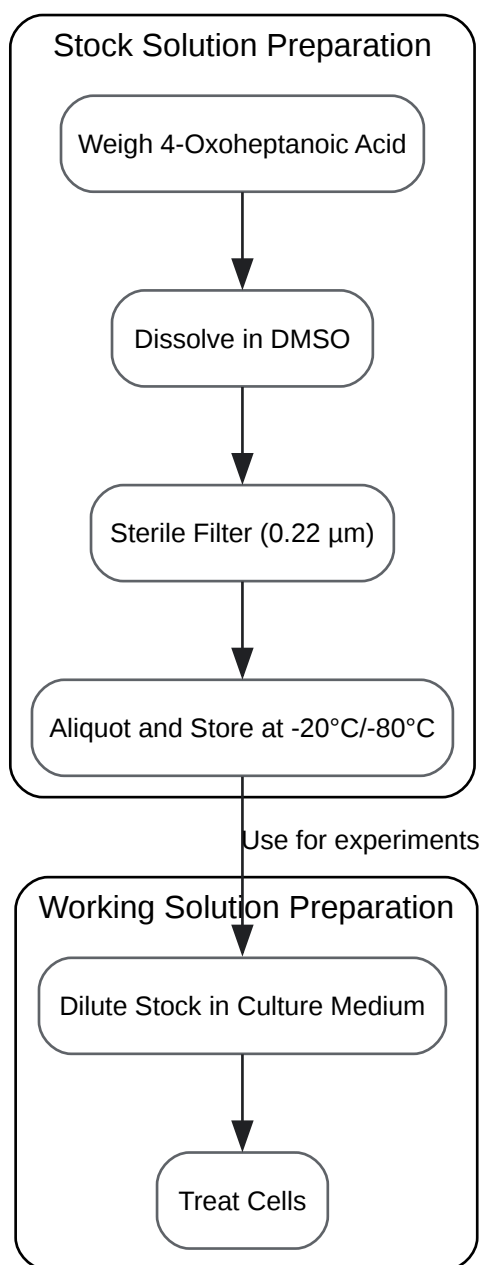 Stock Solution Preparation
Weigh 4-Oxoheptanoic Acid
Dissolve in DMSO
Sterile Filter (0.22 µm)
Aliquot and Store at -20°C/-80°C
Use for experiments
Working Solution Preparation
Dilute Stock in Culture Medium
Treat Cells